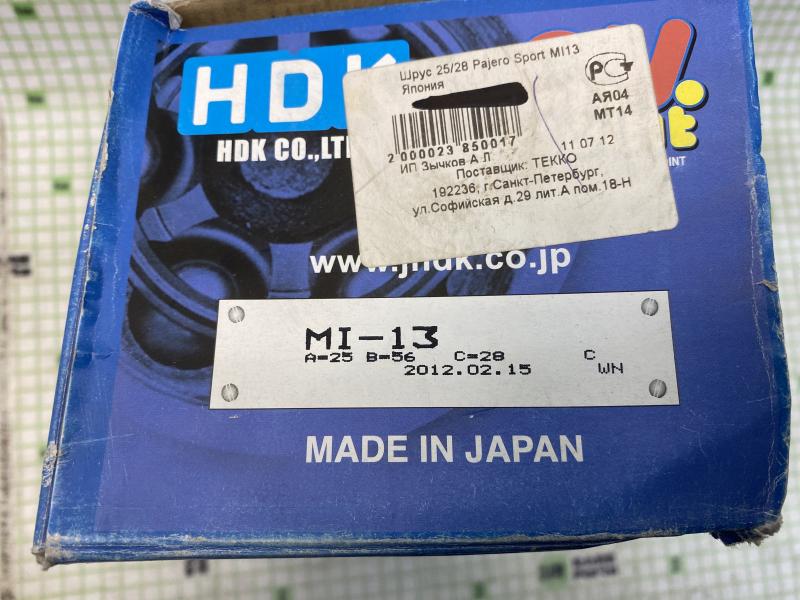 HDK
HDK CO.,LT
Шрус 25/28 Pajero Sport MI13
Япония
АЯ04
МТ14
2 000023 850017
11 07 12
ИП Зычков А Л
Поставщик: ТЕККО
192236, г.Санкт-Петербург,
ул.Софийская д.29 лит.А пом.18-Н
INT
www.jhdk.co.jp
MI-13
A=25 B=56 C=28 C
2012.02.15 WN
MADE IN JAPAN